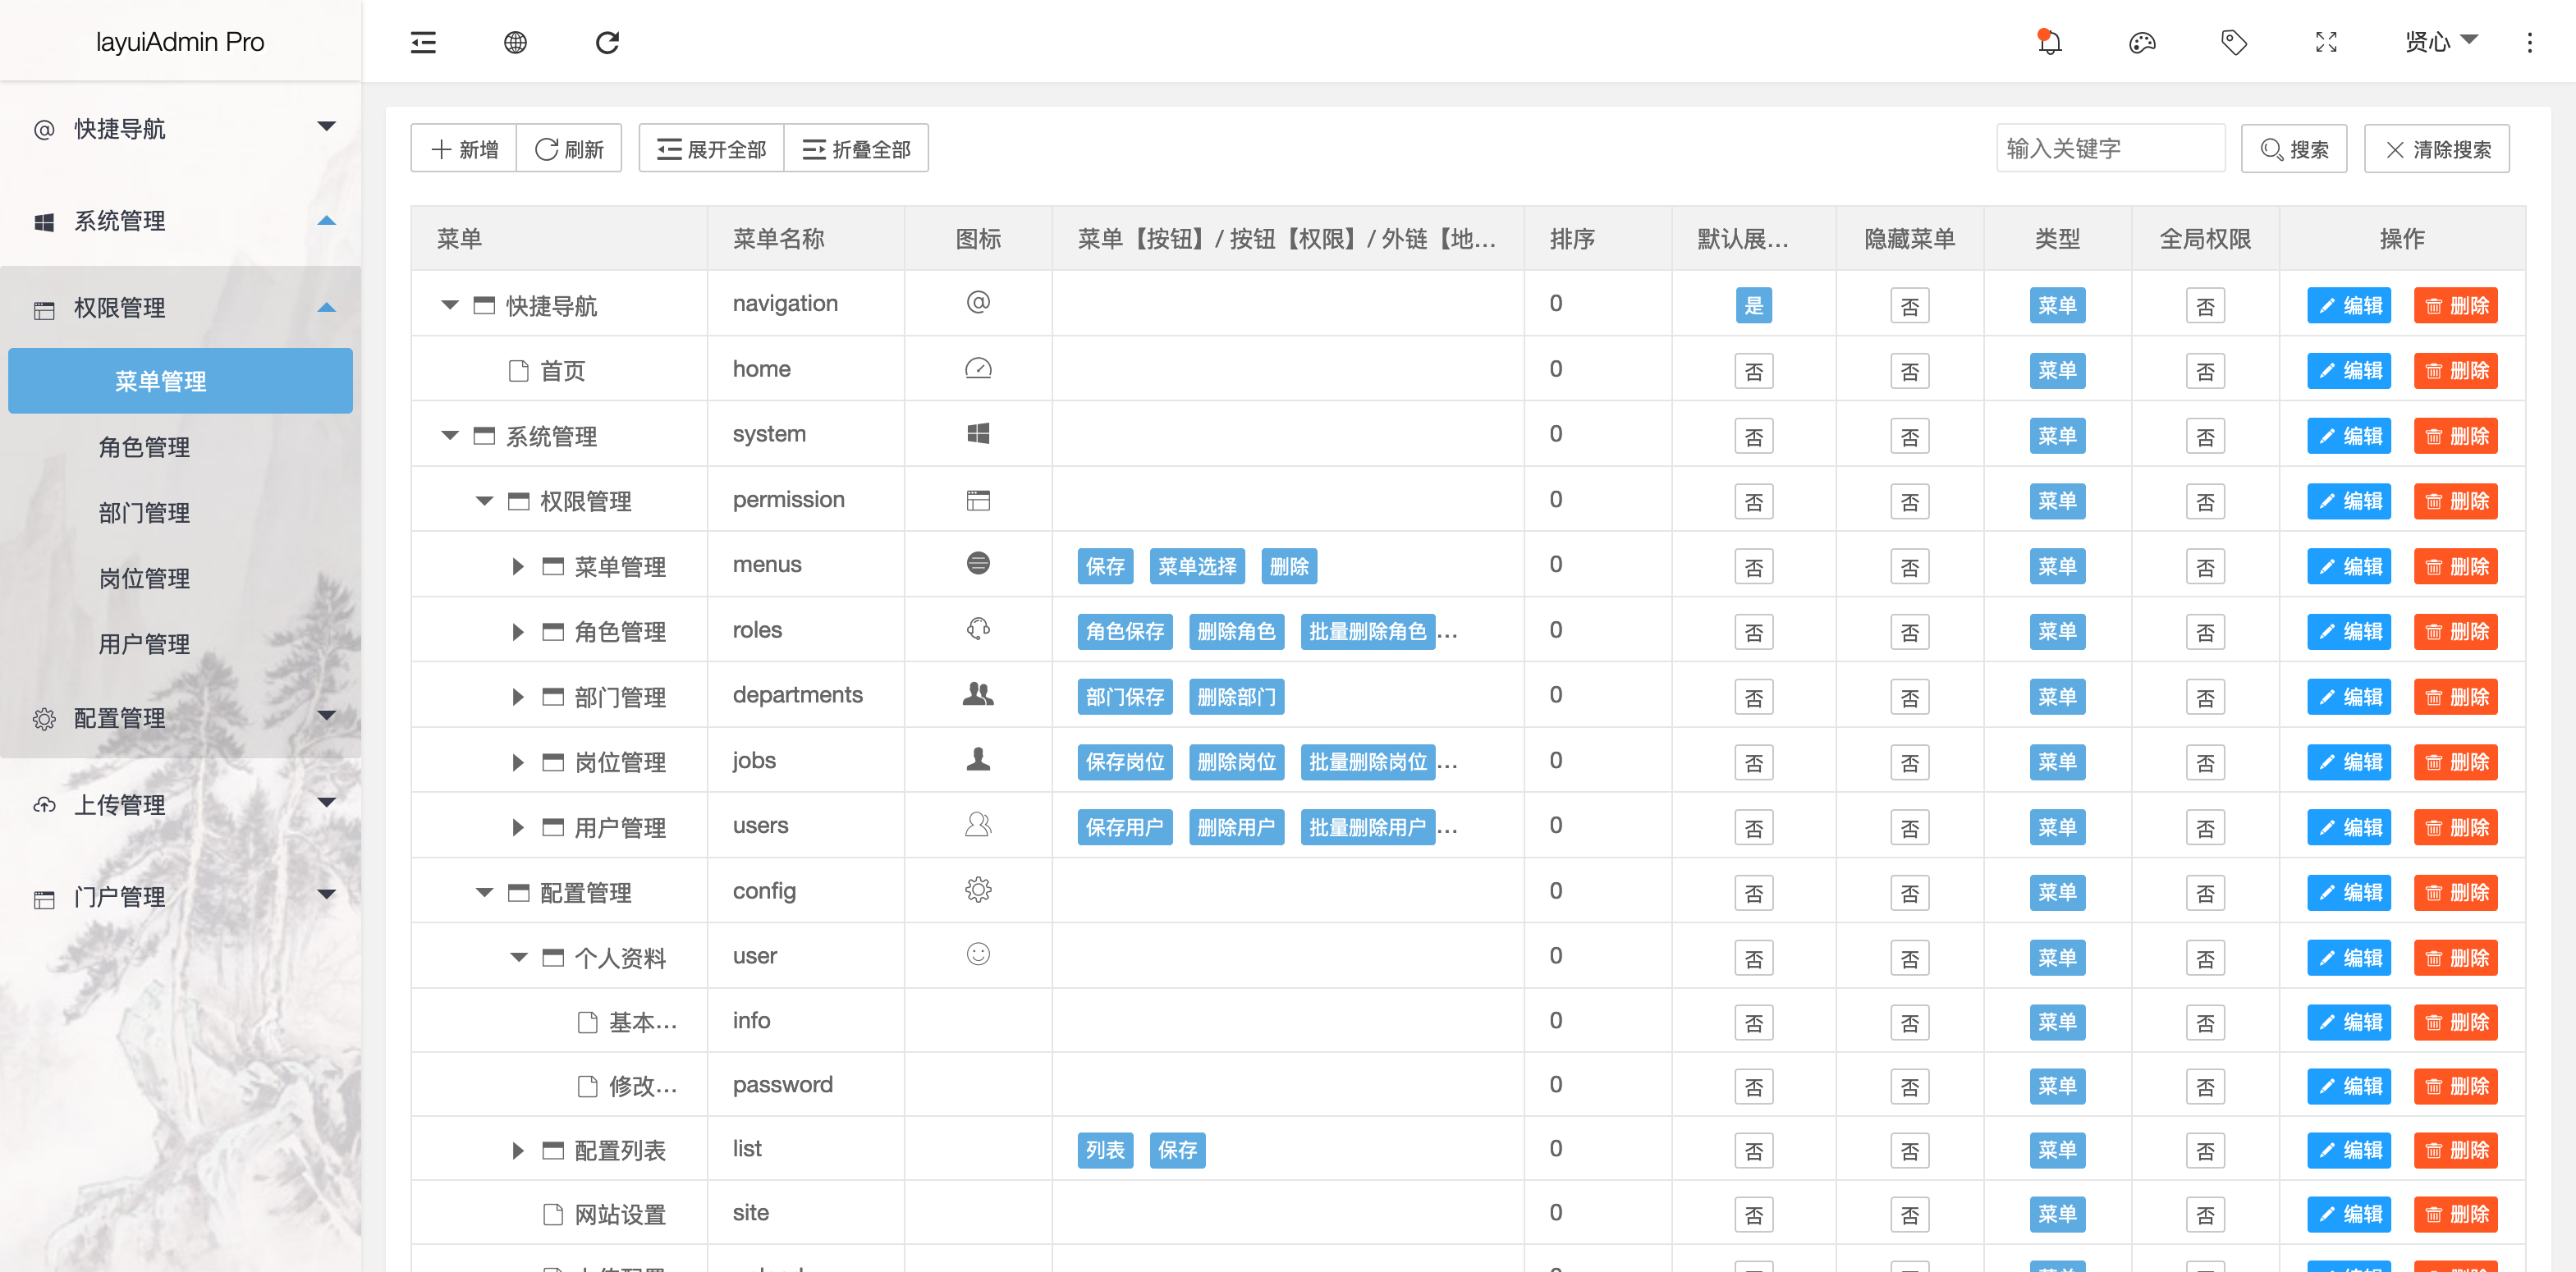 layuiAdmin Pro
贤心
快捷导航
系统管理
权限管理
菜单管理
角色管理
部门管理
岗位管理
用户管理
配置管理
上传管理
门户管理
新增 刷新 展开全部 折叠全部 输入关键字 搜索 清除搜索
菜单 菜单名称 图标 菜单【按钮】/ 按钮【权限】/ 外链【地... 排序 默认展... 隐藏菜单 类型 全局权限 操作
快捷导航 navigation 0 是 否 菜单 否 编辑 删除
首页 home 0 否 否 菜单 否 编辑 删除
系统管理 system 0 否 否 菜单 否 编辑 删除
权限管理 permission 0 否 否 菜单 否 编辑 删除
菜单管理 menus 保存 菜单选择 删除 0 否 否 菜单 否 编辑 删除
角色管理 roles 角色保存 删除角色 批量删除角色 ... 0 否 否 菜单 否 编辑 删除
部门管理 departments 部门保存 删除部门 0 否 否 菜单 否 编辑 删除
岗位管理 jobs 保存岗位 删除岗位 批量删除岗位 ... 0 否 否 菜单 否 编辑 删除
用户管理 users 保存用户 删除用户 批量删除用户 ... 0 否 否 菜单 否 编辑 删除
配置管理 config 0 否 否 菜单 否 编辑 删除
个人资料 user 0 否 否 菜单 否 编辑 删除
基本... info 0 否 否 菜单 否 编辑 删除
修改... password 0 否 否 菜单 否 编辑 删除
配置列表 list 列表 保存 0 否 否 菜单 否 编辑 删除
网站设置 site 0 否 否 菜单 否 编辑 删除